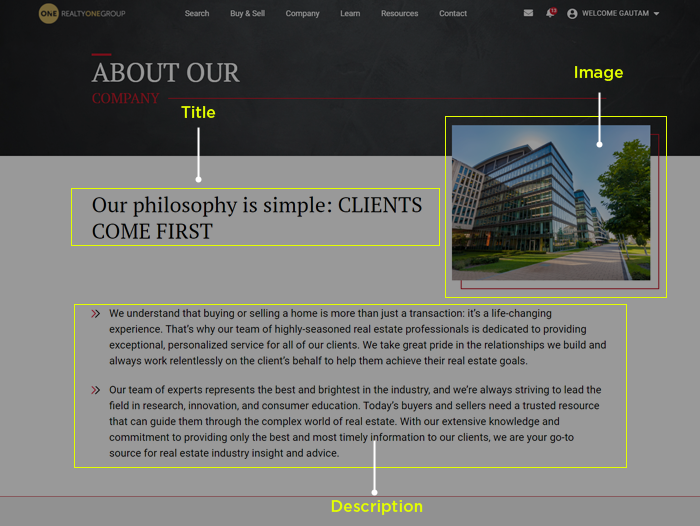 ONE REALTYONEGROUP Search Buy & Sell Company Learn Resources Contact 13 WELCOME GAUTAM
ABOUT OUR
COMPANY
Image
Title
Our philosophy is simple: CLIENTS
COME FIRST
We understand that buying or selling a home is more than just a transaction: it's a life-changing
experience. That's why our team of highly-seasoned real estate professionals is dedicated to providing
exceptional, personalized service for all of our clients. We take great pride in the relationships we build and
always work relentlessly on the client's behalf to help them achieve their real estate goals.
Our team of experts represents the best and brightest in the industry, and we're always striving to lead the
field in research, innovation, and consumer education. Today's buyers and sellers need a trusted resource
that can guide them through the complex world of real estate. With our extensive knowledge and
commitment to providing only the best and most timely information to our clients, we are your go-to
source for real estate industry insight and advice.
Description